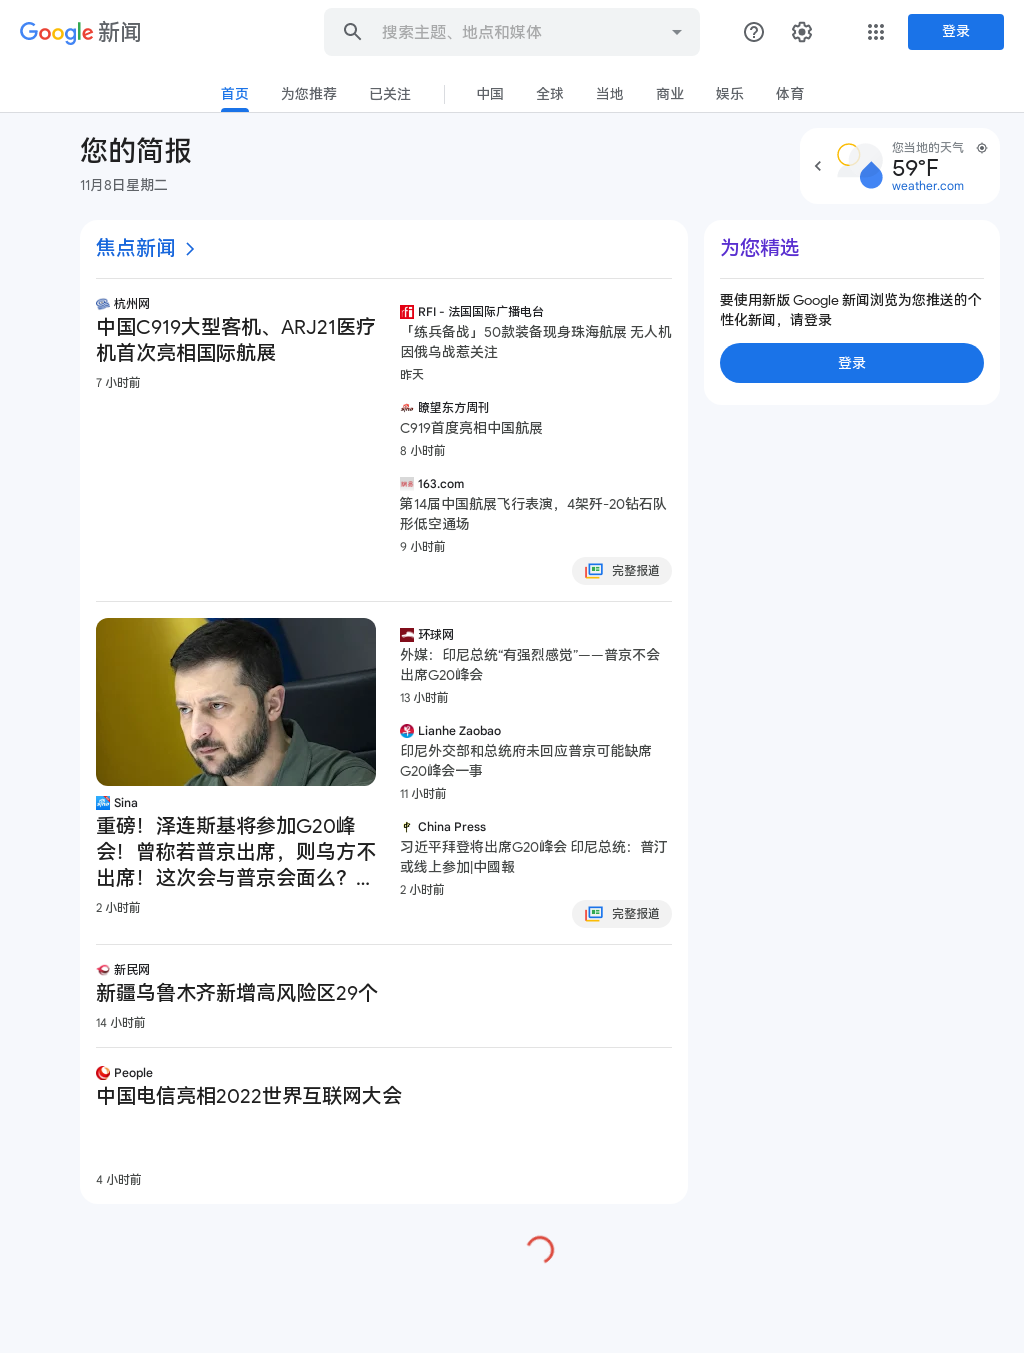 Google 新闻
搜索主题、地点和媒体
登录
首页
为您推荐
已关注
中国
全球
当地
商业
娱乐
体育
您的简报
11月8日星期二
您当地的天气
59°F
weather.com
焦点新闻
杭州网
中国C919大型客机、ARJ21医疗
机首次亮相国际航展
7 小时前
RFI - 法国国际广播电台
「练兵备战」50款装备现身珠海航展 无人机
因俄乌战惹关注
昨天
瞭望东方周刊
C919首度亮相中国航展
8 小时前
163.com
第14届中国航展飞行表演，4架歼-20钻石队
形低空通场
9 小时前
完整报道
Sina
重磅！泽连斯基将参加G20峰
会！曾称若普京出席，则乌方不
出席！这次会与普京会面么？...
2 小时前
环球网
外媒：印尼总统“有强烈感觉”——普京不会
出席G20峰会
13 小时前
Lianhe Zaobao
印尼外交部和总统府未回应普京可能缺席
G20峰会一事
11 小时前
China Press
习近平拜登将出席G20峰会 印尼总统：普汀
或线上参加|中國報
2 小时前
完整报道
新民网
新疆乌鲁木齐新增高风险区29个
14 小时前
People
中国电信亮相2022世界互联网大会
4 小时前
为您精选
要使用新版 Google 新闻浏览为您推送的个
性化新闻，请登录
登录